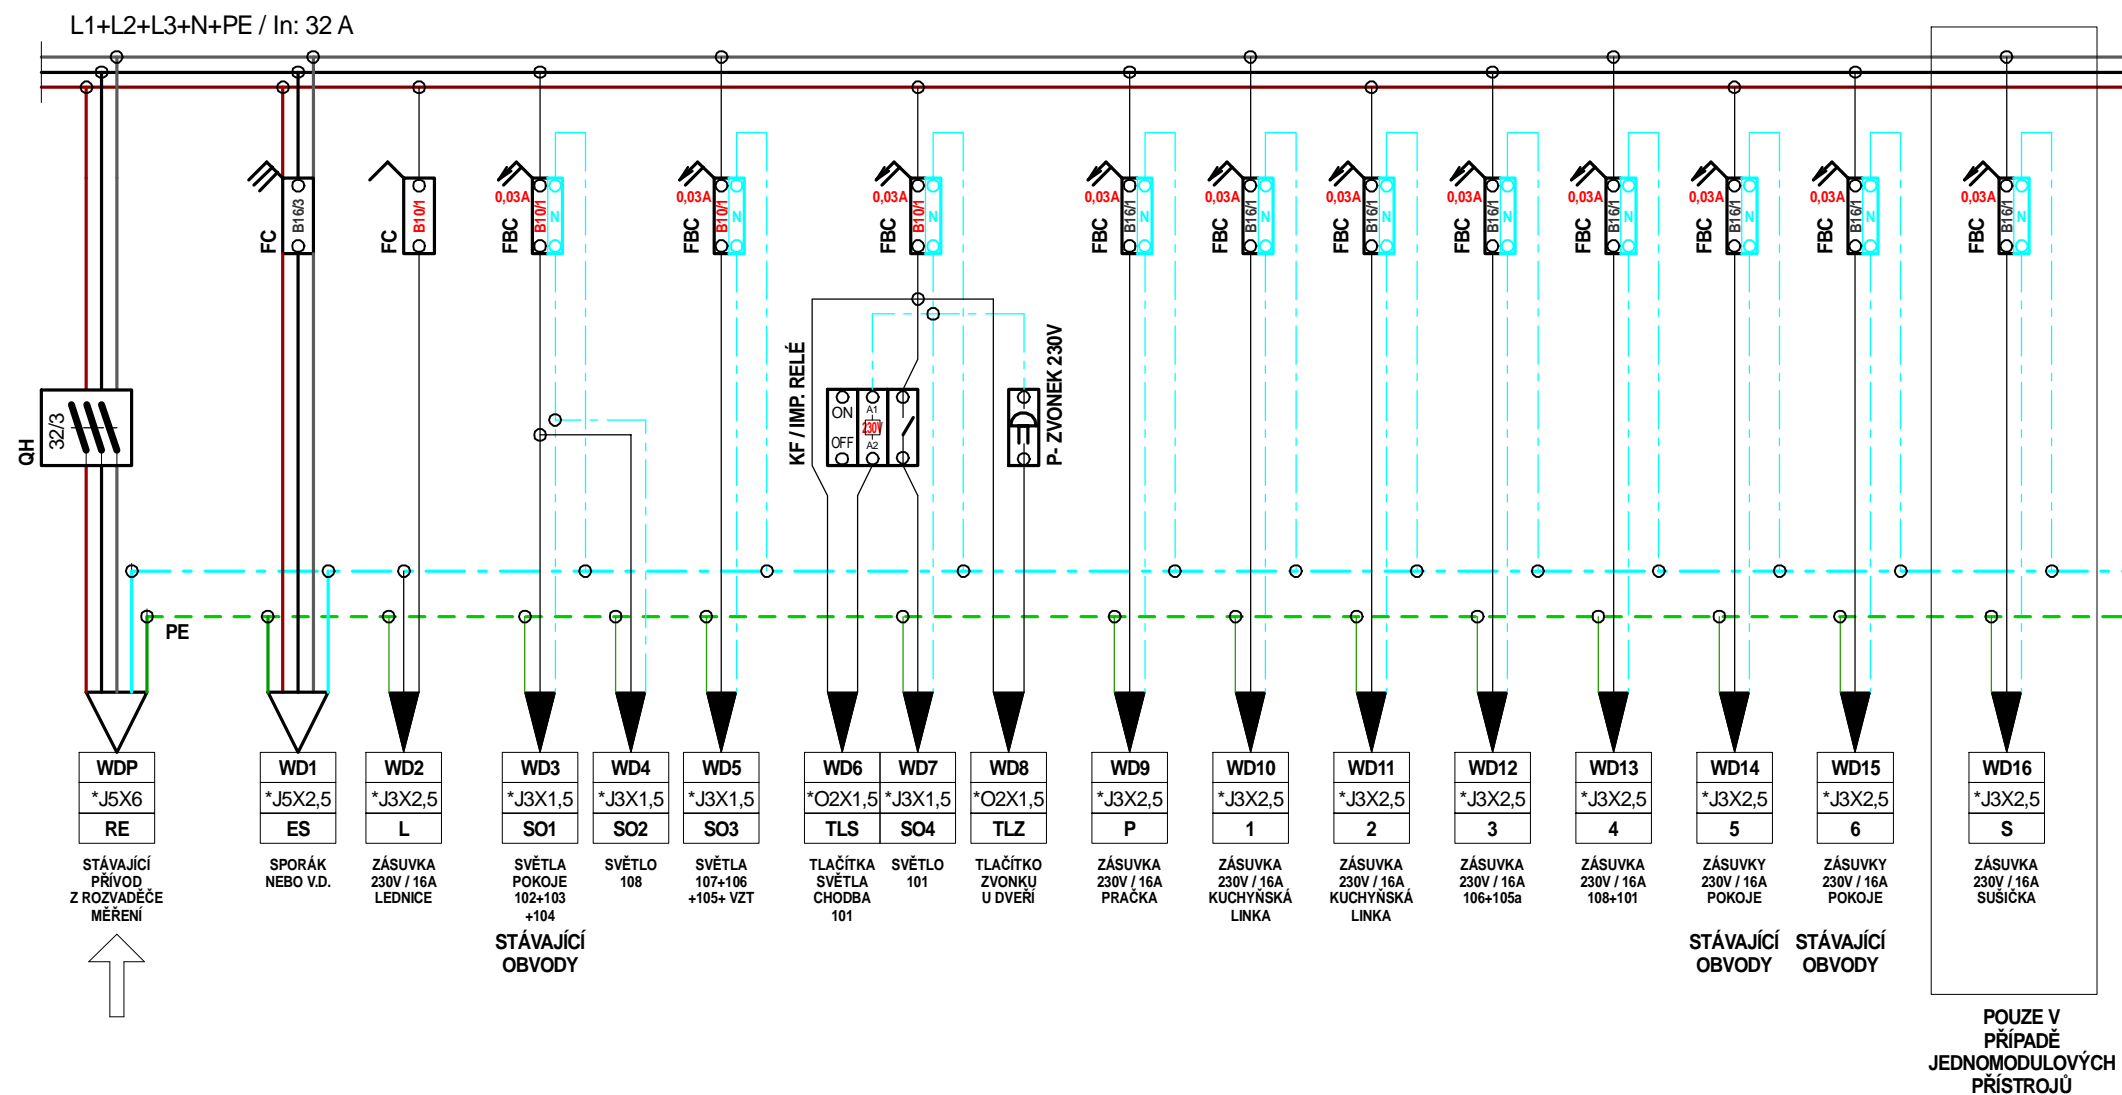 L1+L2+L3+N+PE / In: 32 A
FC
B16/3
FC
B10/1
0,03A
FBC
B10/1
N
0,03A
FBC
B10/1
N
0,03A
FBC
B10/1
N
0,03A
FBC
B16/1
N
0,03A
FBC
B16/1
N
0,03A
FBC
B16/1
N
0,03A
FBC
B16/1
N
0,03A
FBC
B16/1
N
0,03A
FBC
B16/1
N
0,03A
FBC
B16/1
N
0,03A
FBC
B16/1
N
QH
32/3
KF / IMP. RELÉ
ON
OFF
A1
230V
A2
P- ZVONEK 230V
PE
WDP
*J5X6
RE
STÁVAJÍCÍ
PŘÍVOD
Z ROZVADĚČE
MĚŘENÍ
WD1
*J5X2,5
ES
SPORÁK
NEBO V.D.
WD2
*J3X2,5
L
ZÁSUVKA
230V / 16A
LEDNICE
WD3
*J3X1,5
SO1
SVĚTLA
POKOJE
102+103
+104
STÁVAJÍCÍ
OBVODY
WD4
*J3X1,5
SO2
SVĚTLO
108
WD5
*J3X1,5
SO3
SVĚTLA
107+106
+105+ VZT
WD6
*O2X1,5
TLS
TLAČÍTKA
SVĚTLA
CHODBA
101
WD7
*J3X1,5
SO4
SVĚTLO
101
WD8
*O2X1,5
TLZ
TLAČÍTKO
ZVONKU
U DVEŘÍ
WD9
*J3X2,5
P
ZÁSUVKA
230V / 16A
PRAČKA
WD10
*J3X2,5
1
ZÁSUVKA
230V / 16A
KUCHYŇSKÁ
LINKA
WD11
*J3X2,5
2
ZÁSUVKA
230V / 16A
KUCHYŇSKÁ
LINKA
WD12
*J3X2,5
3
ZÁSUVKA
230V / 16A
106+105a
WD13
*J3X2,5
4
ZÁSUVKA
230V / 16A
108+101
WD14
*J3X2,5
5
ZÁSUVKY
230V / 16A
POKOJE
STÁVAJÍCÍ
OBVODY
WD15
*J3X2,5
6
ZÁSUVKY
230V / 16A
POKOJE
STÁVAJÍCÍ
OBVODY
WD16
*J3X2,5
S
ZÁSUVKA
230V / 16A
SUŠIČKA
POUZE V
PŘÍPADĚ
JEDNOMODULOVÝCH
PŘÍSTROJŮ